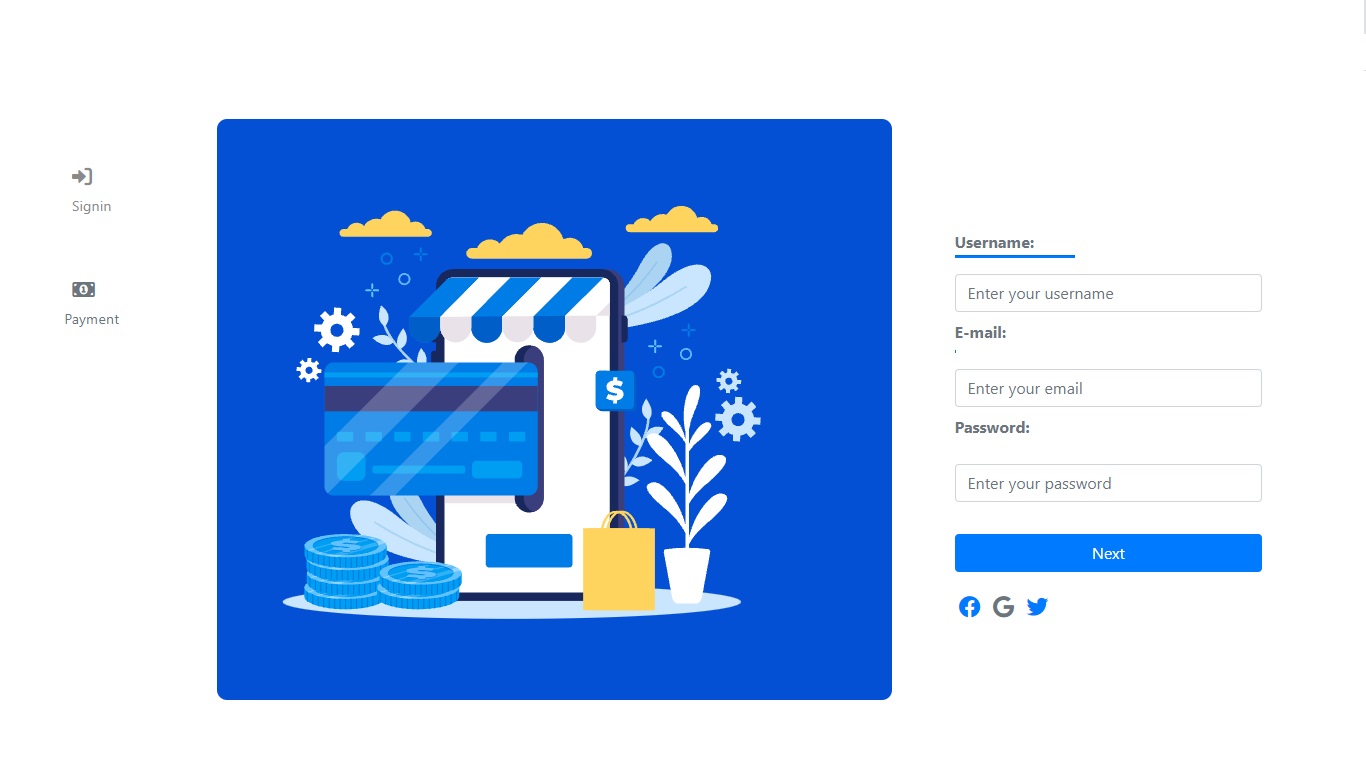 Signin
Payment
$
Username:
Enter your username
E-mail:
Enter your email
Password:
Enter your password
Next